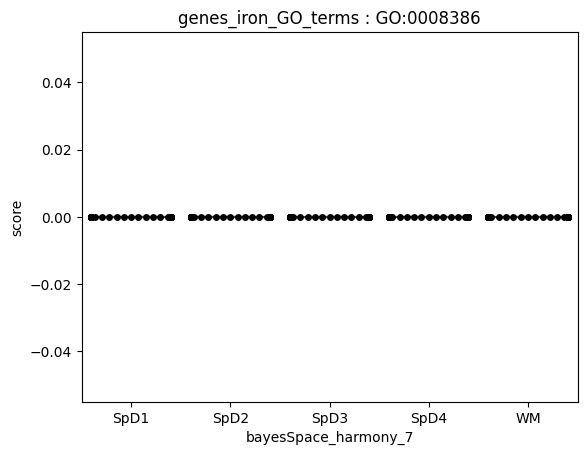 genes_iron_GO_terms : GO:0008386
0.04
0.02
0.00
−0.02
−0.04
score
SpD1 SpD2 SpD3 SpD4 WM
bayesSpace_harmony_7